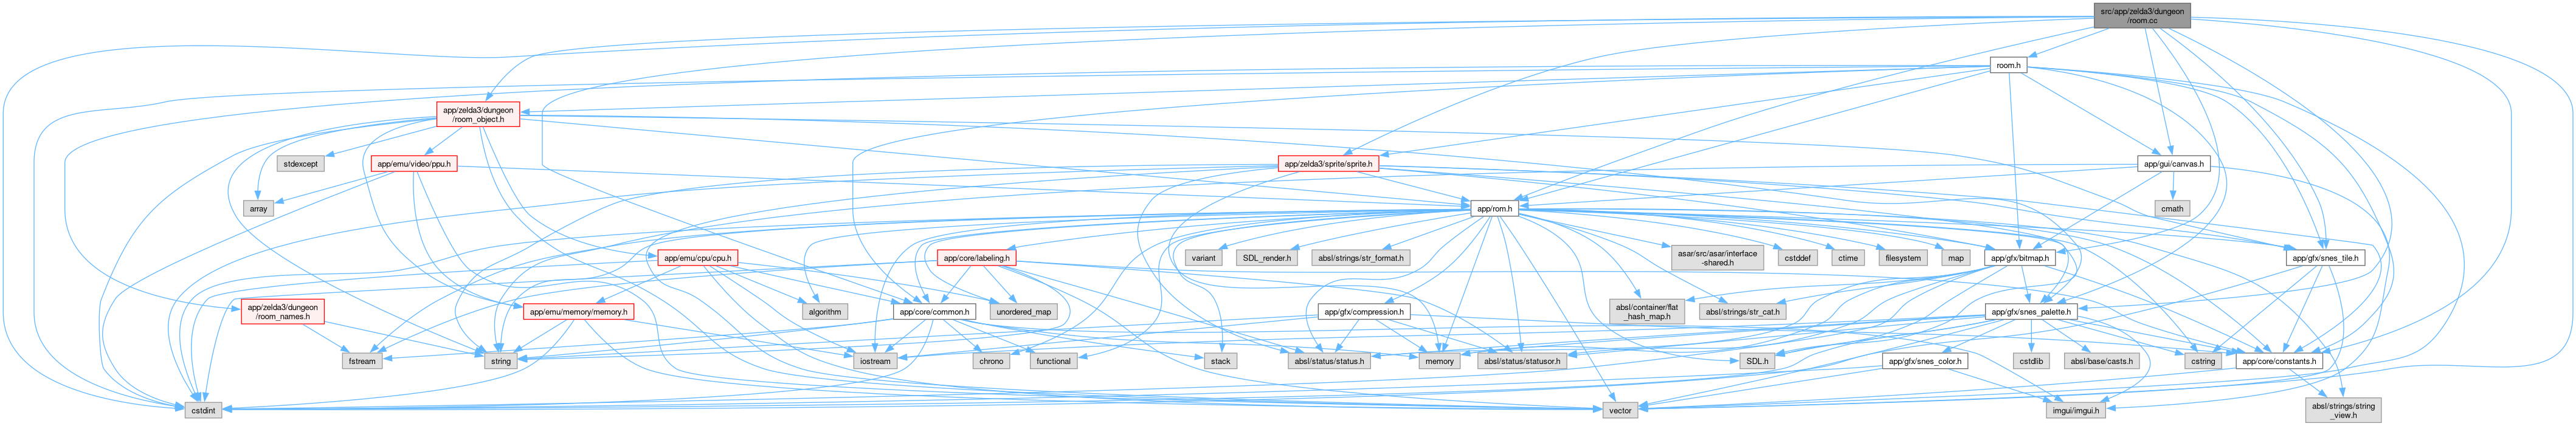 src/app/zelda3/dungeon
/room.cc
room.h
app/zelda3/dungeon
/room_object.h
stdexcept
app/emu/video/ppu.h
app/zelda3/sprite/sprite.h
app/gui/canvas.h
array
app/rom.h
cmath
app/emu/cpu/cpu.h
app/core/labeling.h
variant
SDL_render.h
absl/strings/str_format.h
asar/src/asar/interface
-shared.h
cstddef
ctime
filesystem
map
app/gfx/bitmap.h
app/gfx/snes_tile.h
app/zelda3/dungeon
/room_names.h
app/emu/memory/memory.h
algorithm
app/core/common.h
unordered_map
app/gfx/compression.h
absl/container/flat
_hash_map.h
absl/strings/str_cat.h
app/gfx/snes_palette.h
fstream
string
iostream
chrono
functional
stack
absl/status/status.h
memory
absl/status/statusor.h
SDL.h
app/gfx/snes_color.h
cstdlib
absl/base/casts.h
cstring
app/core/constants.h
cstdint
vector
imgui/imgui.h
absl/strings/string
_view.h